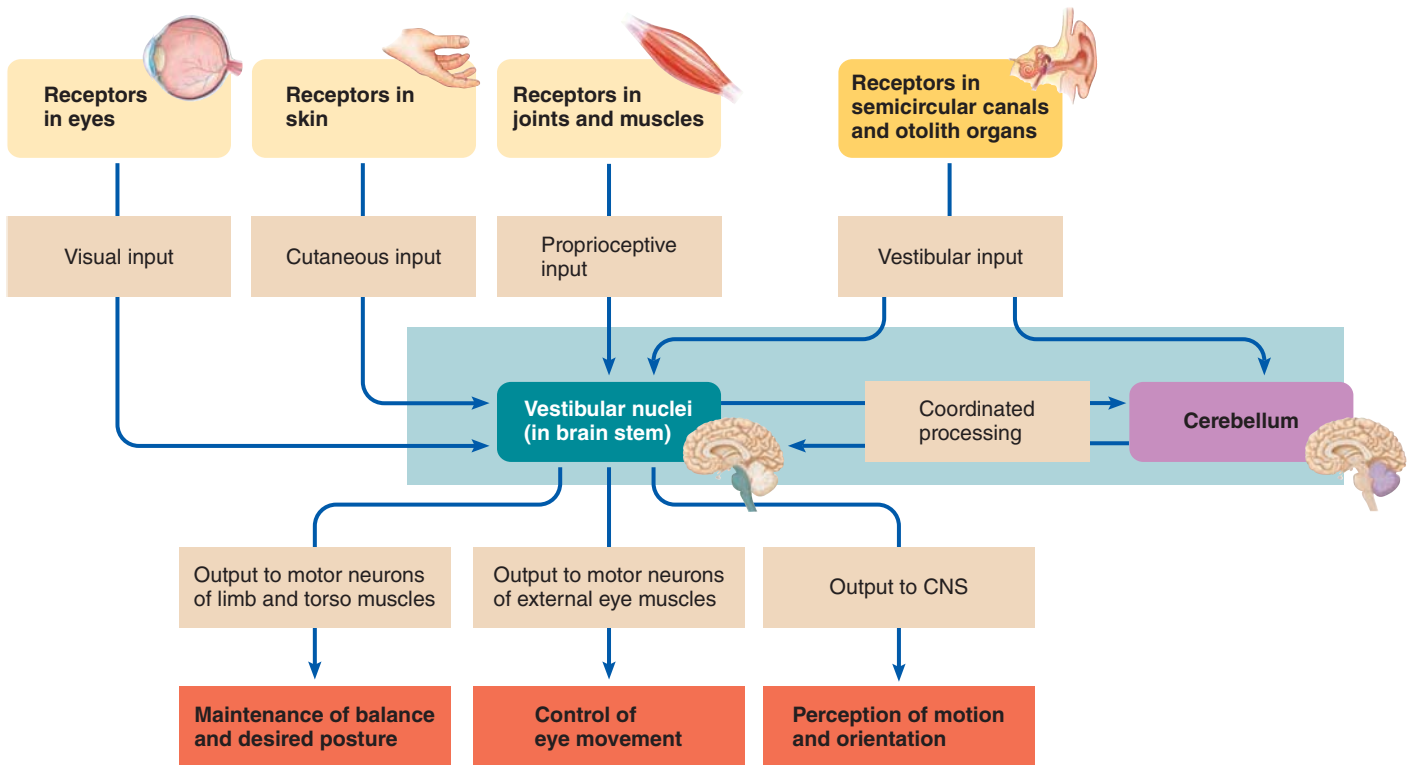 Receptors
in eyes
Receptors in
skin
Receptors in
joints and muscles
Receptors in
semicircular canals
and otolith organs
Visual input
Cutaneous input
Proprioceptive
input
Vestibular input
Vestibular nuclei
(in brain stem)
Coordinated
processing
Cerebellum
Output to motor neurons
of limb and torso muscles
Output to motor neurons
of external eye muscles
Output to CNS
Maintenance of balance
and desired posture
Control of
eye movement
Perception of motion
and orientation